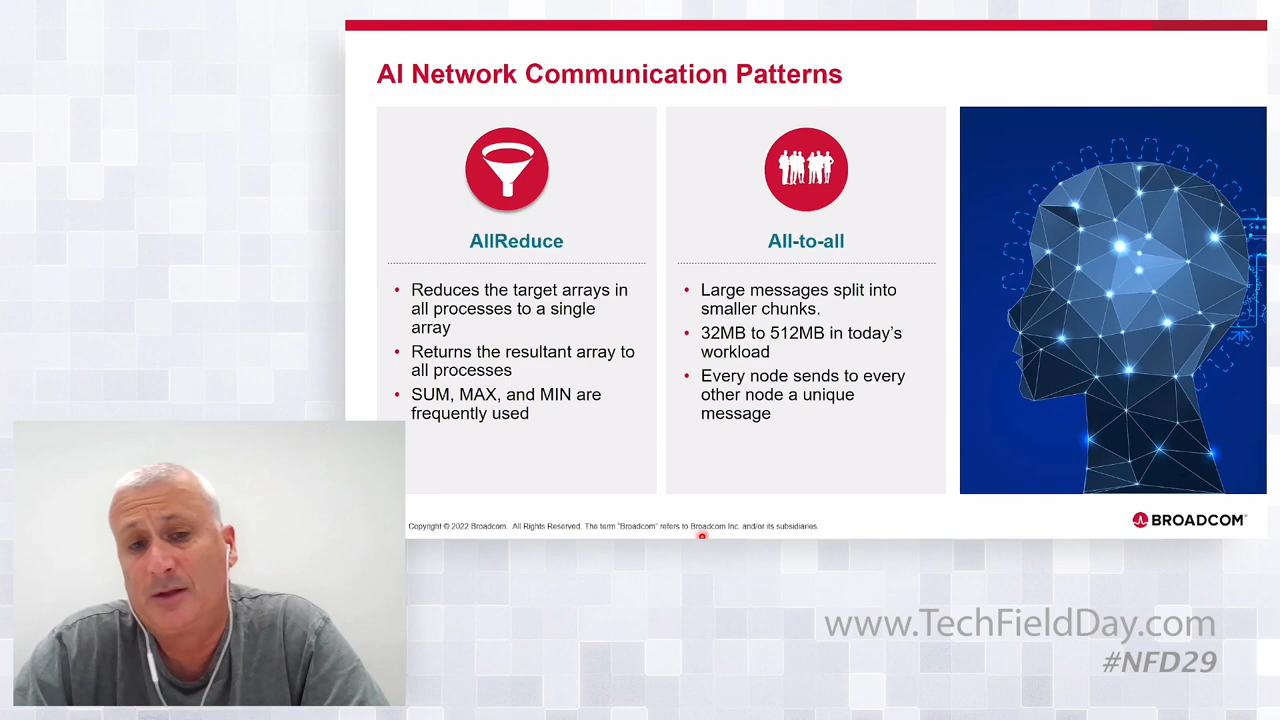 AI Network Communication Patterns
AllReduce
• Reduces the target arrays in
all processes to a single
array
• Returns the resultant array to
all processes
• SUM, MAX, and MIN are
frequently used
All-to-all
• Large messages split into
smaller chunks.
• 32MB to 512MB in today’s
workload
• Every node sends to every
other node a unique
message
Copyright © 2022 Broadcom. All Rights Reserved. The term “Broadcom” refers to Broadcom Inc. and/or its subsidiaries.
BROADCOM®
www.TechFieldDay.com
#NFD29